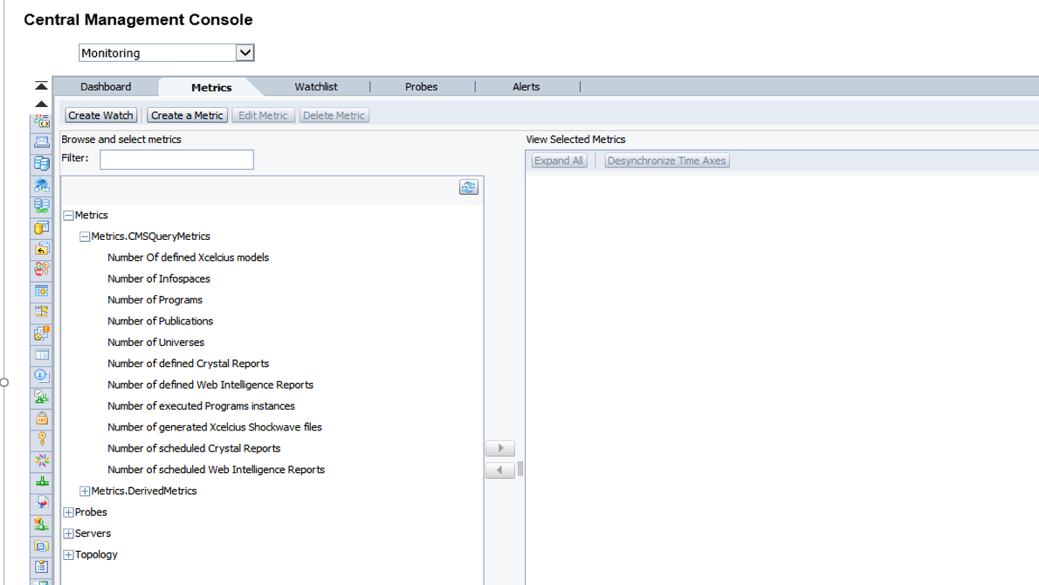 Central Management Console
Monitoring
Dashboard Metrics Watchlist Probes Alerts
Create Watch Create a Metric Edit Metric Delete Metric
Browse and select metrics
Filter:
View Selected Metrics
Expand All Desynchronize Time Axes
Metrics
Metrics.CMSQueryMetrics
Number Of defined Xcelcius models
Number of Infospaces
Number of Programs
Number of Publications
Number of Universes
Number of defined Crystal Reports
Number of defined Web Intelligence Reports
Number of executed Programs instances
Number of generated Xcelcius Shockwave files
Number of scheduled Crystal Reports
Number of scheduled Web Intelligence Reports
Metrics.DerivedMetrics
Probes
Servers
Topology